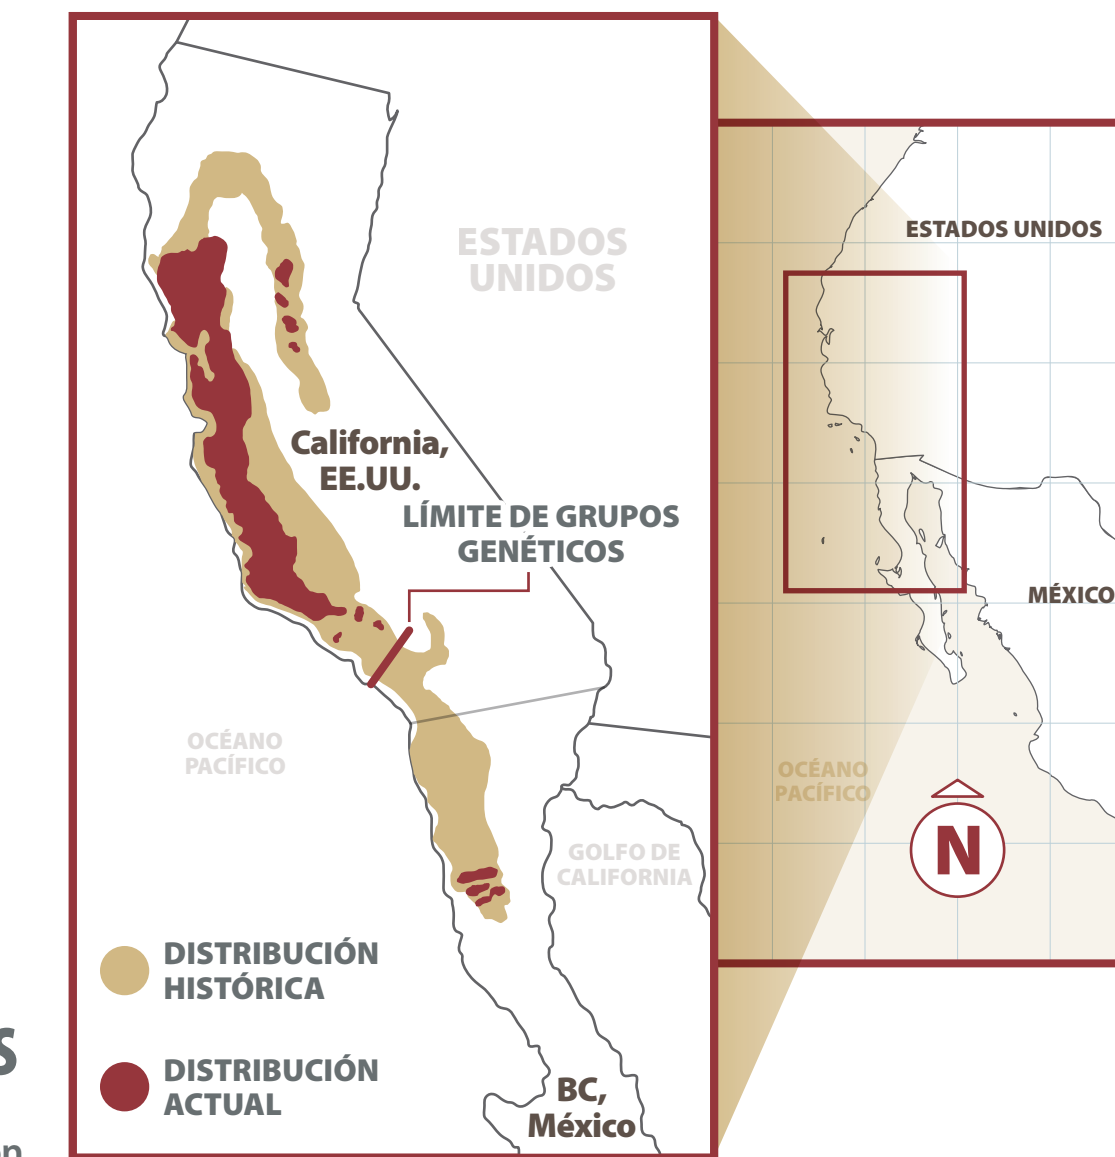 ESTADOS
UNIDOS
California,
EE.UU.
LÍMITE DE GRUPOS
GENÉTICOS
OCÉANO
PACÍFICO
GOLFO DE
CALIFORNIA
DISTRIBUCIÓN
HISTÓRICA
DISTRIBUCIÓN
ACTUAL
BC,
México
ESTADOS UNIDOS
MÉXICO
OCÉANO
PACÍFICO
N